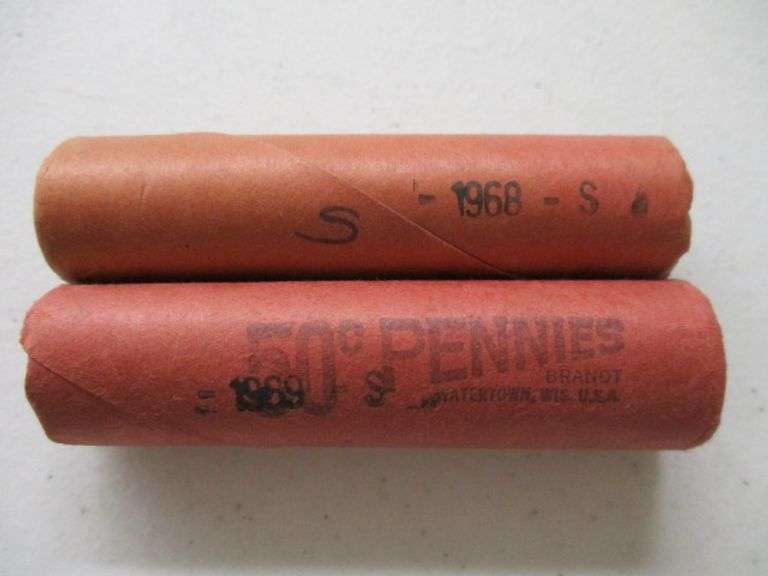 S
- 1968 - S
50¢ PENNIES
BRANDT
WATERTOWN, WIS. U.S.A.
- 1969 S